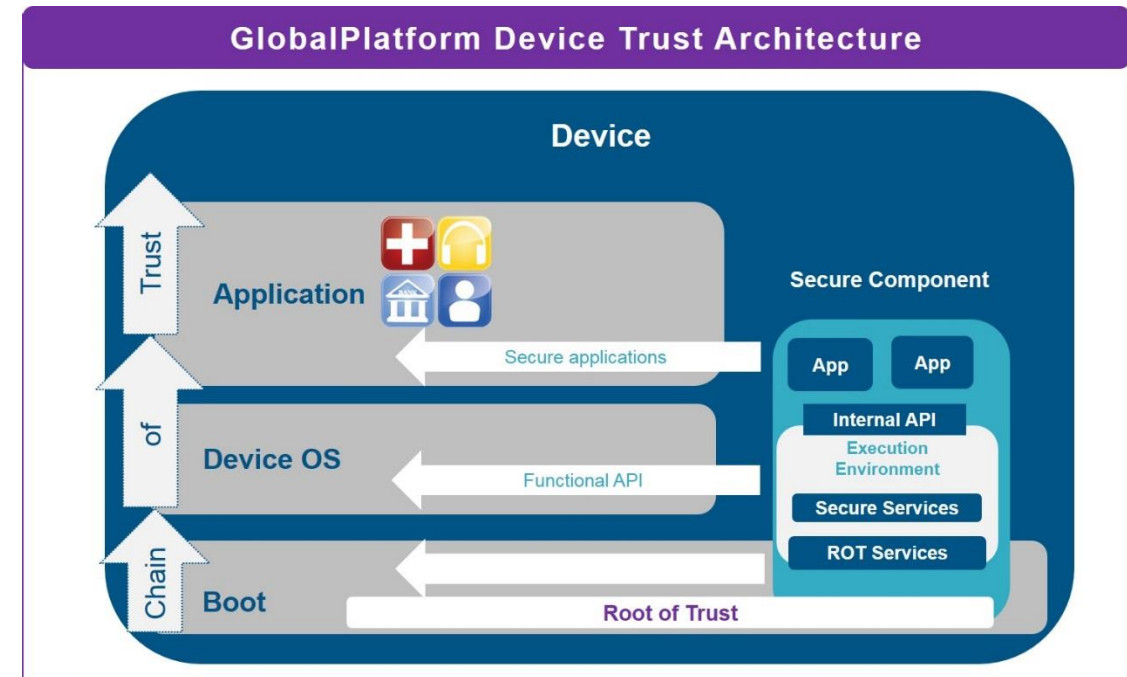 GlobalPlatform Device Trust Architecture
Device
Trust
of
Chain
Application
BANK
Secure applications
Device OS
Functional API
Boot
Root of Trust
Secure Component
App
App
Internal API
Execution
Environment
Secure Services
ROT Services